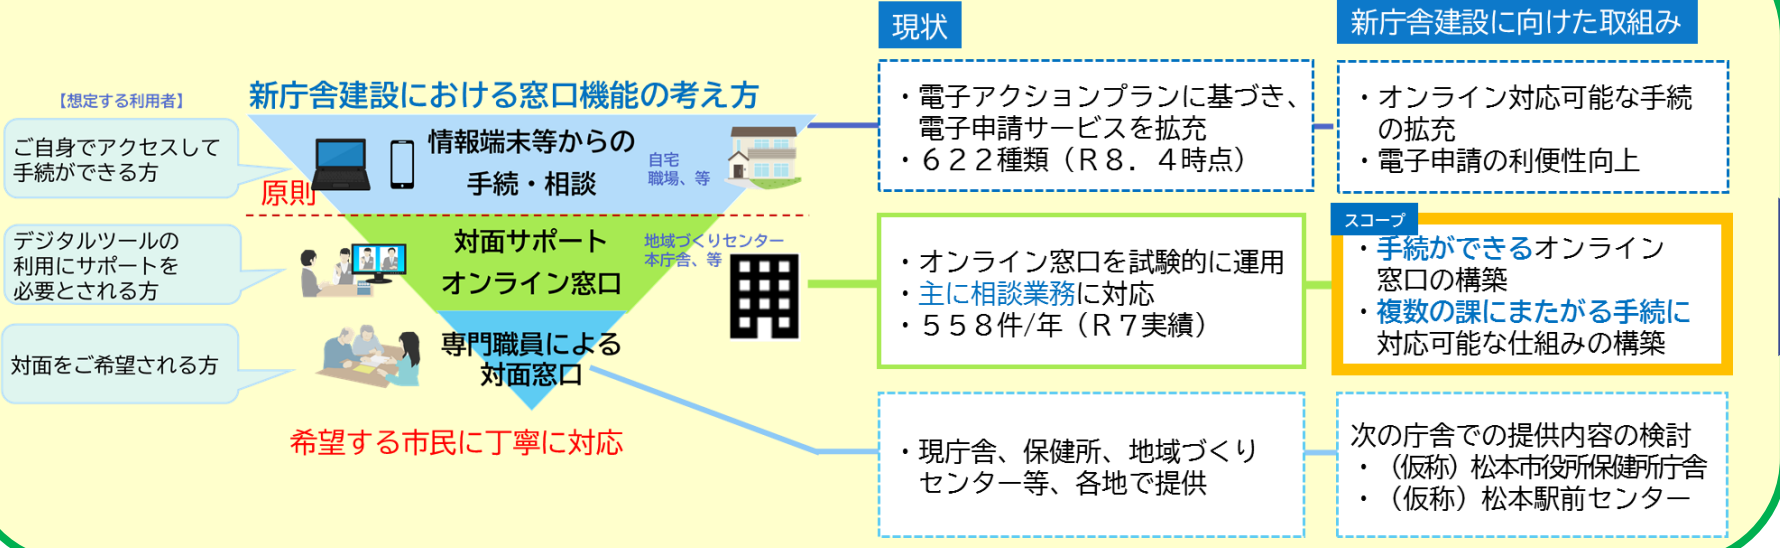 現状
新庁舎建設に向けた取組み
【想定する利用者】
新庁舎建設における窓口機能の考え方
ご自身でアクセスして
手続ができる方
原則
情報端末等からの
手続・相談
自宅
職場、等
・電子アクションプランに基づき、
電子申請サービスを拡充
・６２２種類（Ｒ８．４時点）
・オンライン対応可能な手続
の拡充
・電子申請の利便性向上
デジタルツールの
利用にサポートを
必要とされる方
対面サポート
オンライン窓口
地域づくりセンター
本庁舎、等
・オンライン窓口を試験的に運用
・主に相談業務に対応
・５５８件/年（Ｒ７実績）
スコープ
・手続ができるオンライン
窓口の構築
・複数の課にまたがる手続に
対応可能な仕組みの構築
対面をご希望される方
専門職員による
対面窓口
希望する市民に丁寧に対応
・現庁舎、保健所、地域づくり
センター等、各地で提供
次の庁舎での提供内容の検討
・（仮称）松本市役所保健所庁舎
・（仮称）松本駅前センター